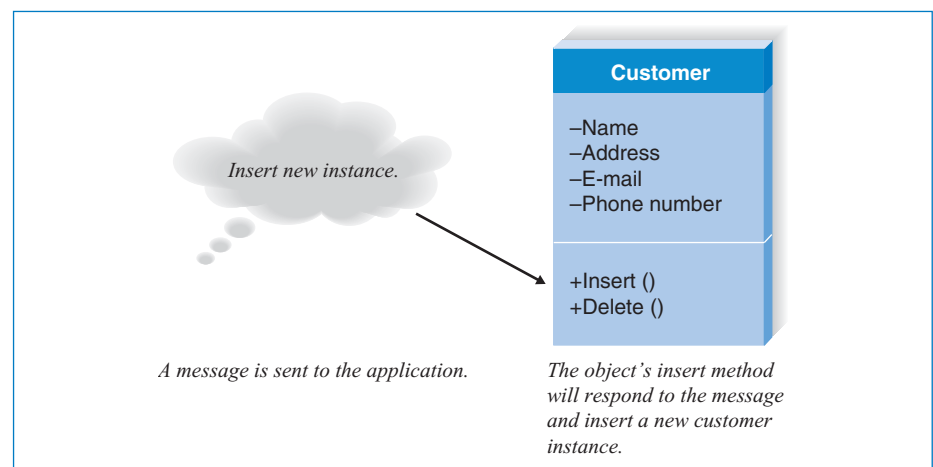 Customer
Insert new instance.
–Name
–Address
–E-mail
–Phone number
+Insert ()
+Delete ()
A message is sent to the application.
The object’s insert method
will respond to the message
and insert a new customer
instance.